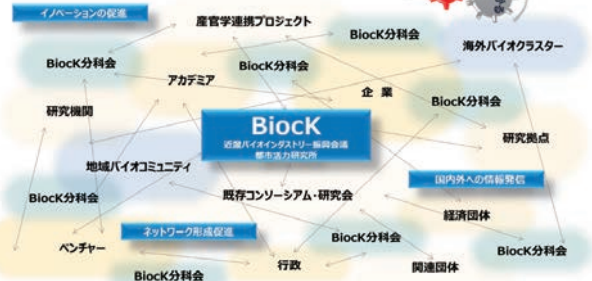 イノベーションの促進
産官学連携プロジェクト
BiocK分科会
海外バイオクラスター
BiocK分科会
BiocK分科会
アカデミア
企 業
BiocK分科会
研究機関
BiocK
近畿バイオインダストリー振興会議
都市活力研究所
研究拠点
地域バイオコミュニティ
国内外への情報発信
BiocK分科会
既存コンソーシアム・研究会
経済団体
ネットワーク形成促進
BiocK分科会
ベンチャー
BiocK分科会
行政
関連団体
BiocK分科会